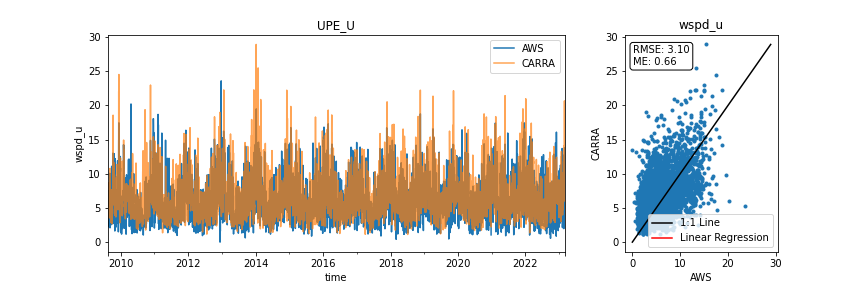 UPE_U
wspd_u
30
25
20
15
10
5
0
wspd_u
AWS
CARRA
2010
2012
2014
2016
2018
2020
2022
time
30
25
20
15
10
5
0
CARRA
RMSE: 3.10
ME: 0.66
1:1 Line
Linear Regression
0
10
20
30
AWS